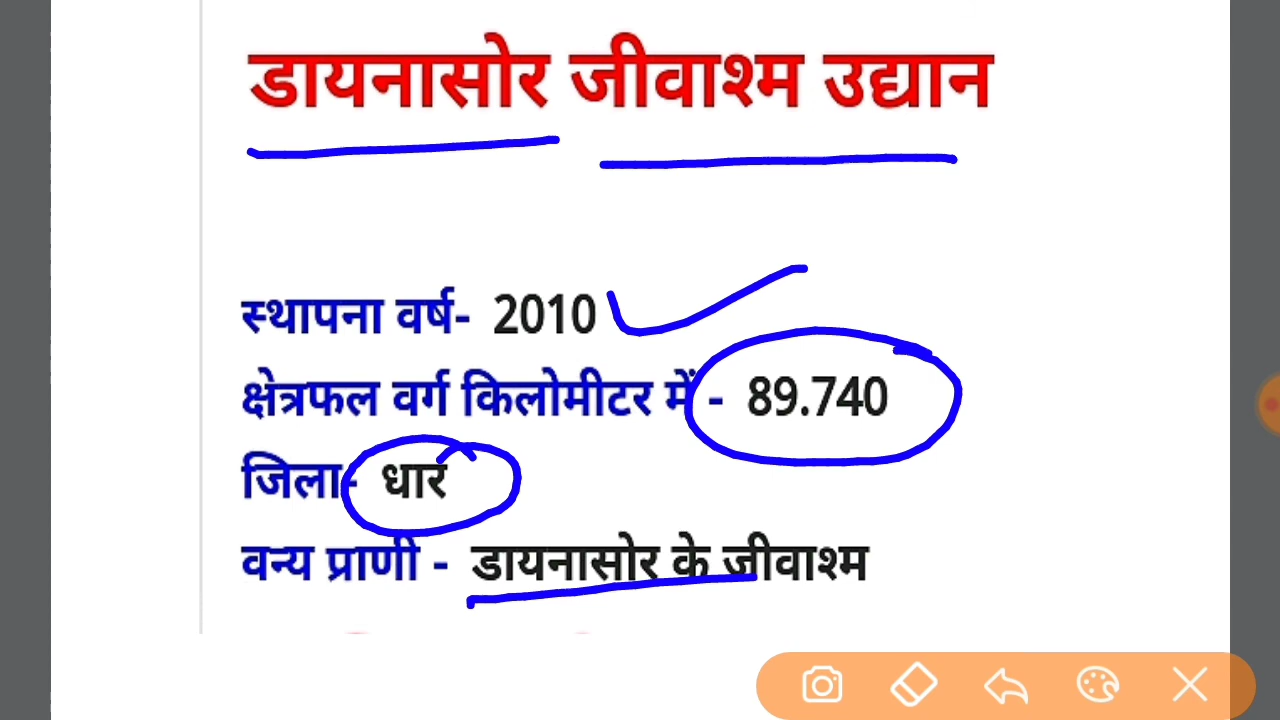 डायनासोर जीवाश्म उद्यान
स्थापना वर्ष- 2010
क्षेत्रफल वर्ग किलोमीटर में - 89.740
जिला- धार
वन्य प्राणी - डायनासोर के जीवाश्म